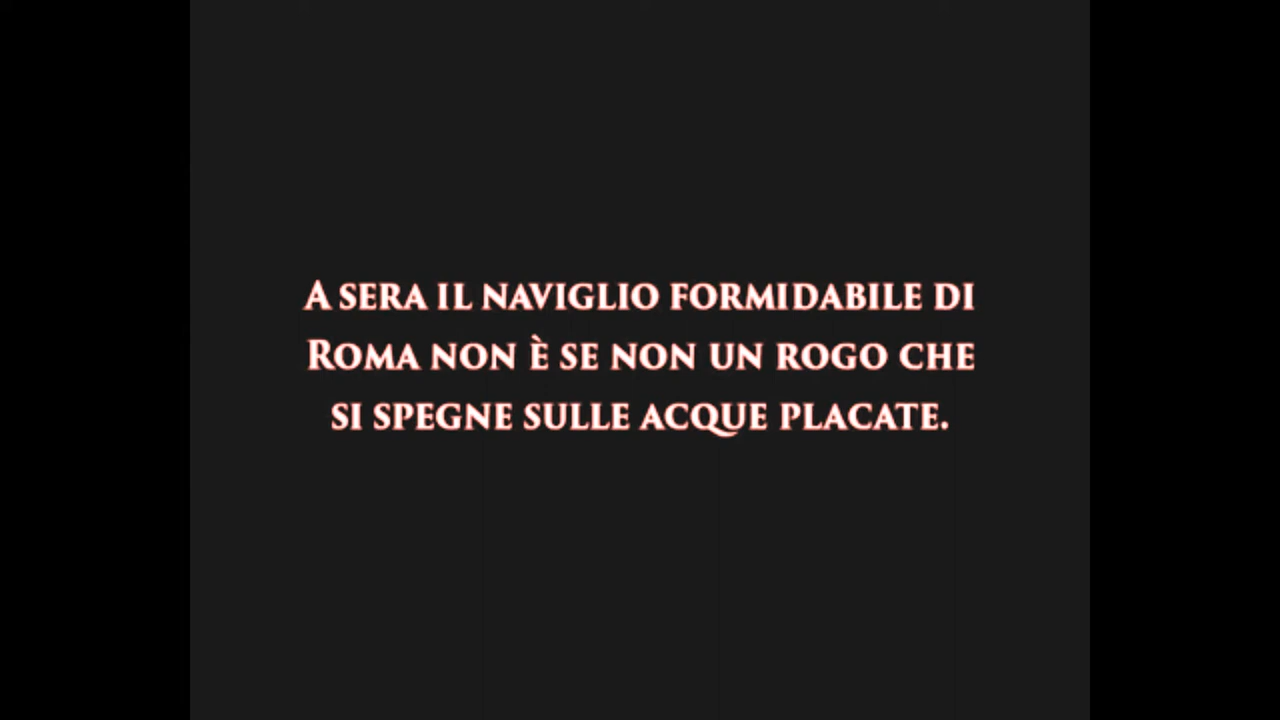 A SERA IL NAVIGLIO FORMIDABILE DI
ROMA NON È SE NON UN ROGO CHE
SI SPEGNE SULLE ACQUE PLACATE.